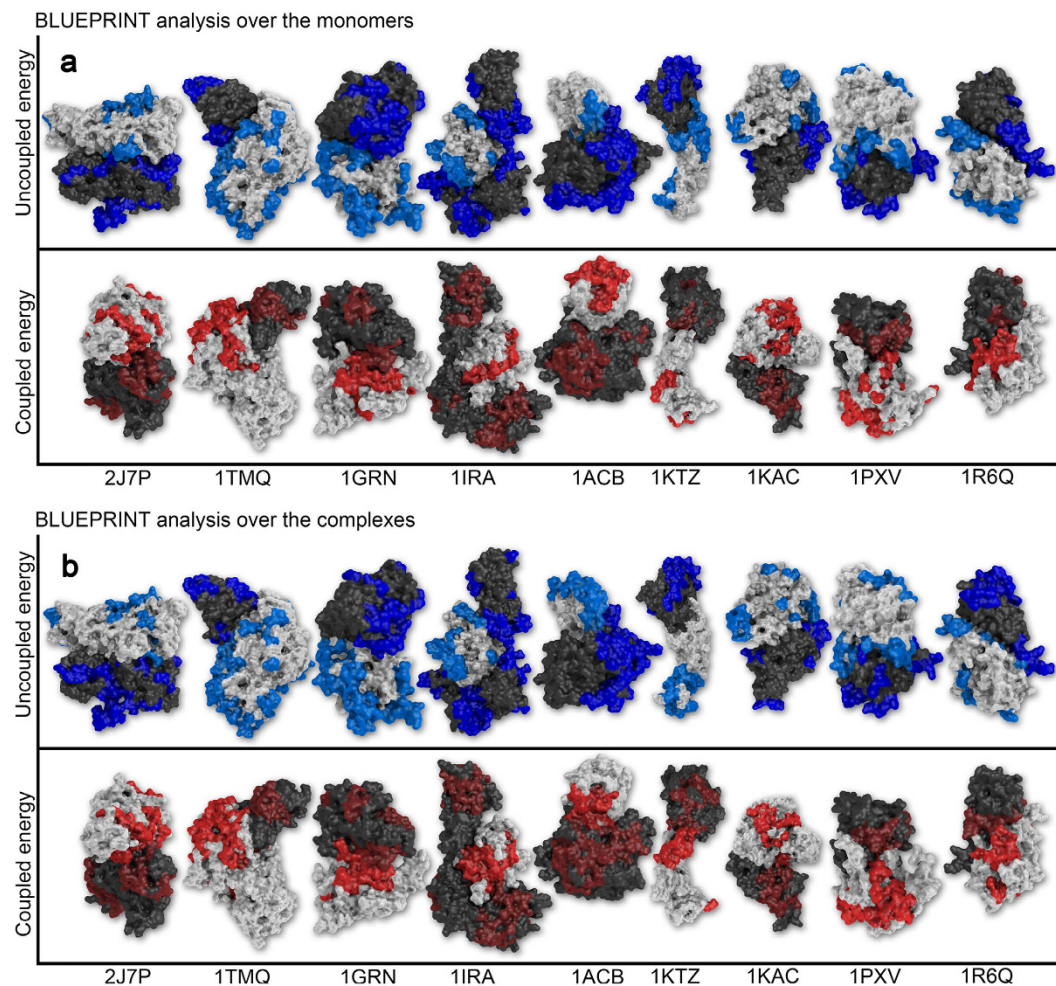 BLUEPRINT analysis over the monomers
a
Uncoupled energy
Coupled energy
2J7P 1TMQ 1GRN 1IRA 1ACB 1KTZ 1KAC 1PXV 1R6Q
BLUEPRINT analysis over the complexes
b
Uncoupled energy
Coupled energy
2J7P 1TMQ 1GRN 1IRA 1ACB 1KTZ 1KAC 1PXV 1R6Q